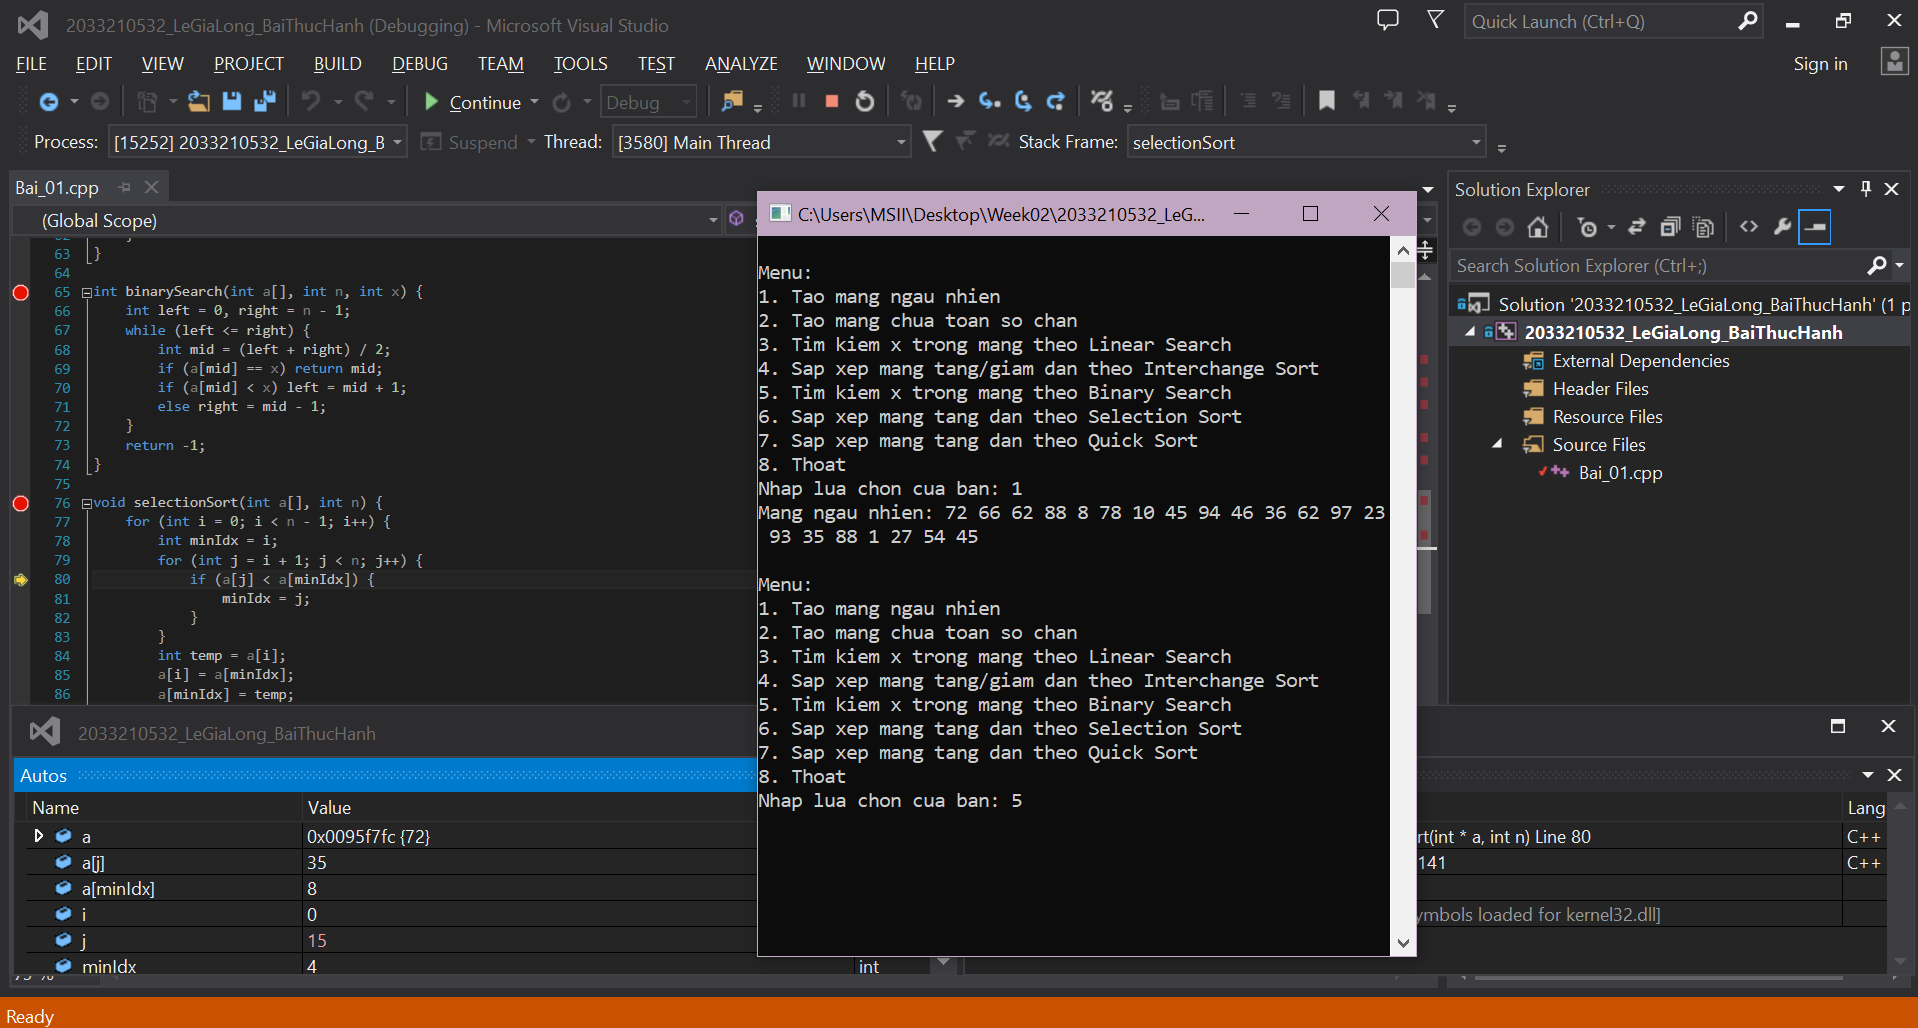 2033210532_LeGiaLong_BaiThucHanh (Debugging) - Microsoft Visual Studio
Quick Launch (Ctrl+Q)
FILE EDIT VIEW PROJECT BUILD DEBUG TEAM TOOLS TEST ANALYZE WINDOW HELP
Sign in
Continue
Debug
Process: [15252] 2033210532_LeGiaLong_B
Suspend
Thread: [3580] Main Thread
Stack Frame: selectionSort
Bai_01.cpp
(Global Scope)
63 }
64
65 int binarySearch(int a[], int n, int x) {
66 int left = 0, right = n - 1;
67 while (left <= right) {
68 int mid = (left + right) / 2;
69 if (a[mid] == x) return mid;
70 if (a[mid] < x) left = mid + 1;
71 else right = mid - 1;
72 }
73 return -1;
74 }
75
76 void selectionSort(int a[], int n) {
77 for (int i = 0; i < n - 1; i++) {
78 int minIdx = i;
79 for (int j = i + 1; j < n; j++) {
80 if (a[j] < a[minIdx]) {
81 minIdx = j;
82 }
83 }
84 int temp = a[i];
85 a[i] = a[minIdx];
86 a[minIdx] = temp;
C:\Users\MSII\Desktop\Week02\2033210532_LeG...
Menu:
1. Tao mang ngau nhien
2. Tao mang chua toan so chan
3. Tim kiem x trong mang theo Linear Search
4. Sap xep mang tang/giam dan theo Interchange Sort
5. Tim kiem x trong mang theo Binary Search
6. Sap xep mang tang dan theo Selection Sort
7. Sap xep mang tang dan theo Quick Sort
8. Thoat
Nhap lua chon cua ban: 1
Mang ngau nhien: 72 66 62 88 8 78 10 45 94 46 36 62 97 23
93 35 88 1 27 54 45
Menu:
1. Tao mang ngau nhien
2. Tao mang chua toan so chan
3. Tim kiem x trong mang theo Linear Search
4. Sap xep mang tang/giam dan theo Interchange Sort
5. Tim kiem x trong mang theo Binary Search
6. Sap xep mang tang dan theo Selection Sort
7. Sap xep mang tang dan theo Quick Sort
8. Thoat
Nhap lua chon cua ban: 5
Solution Explorer
Search Solution Explorer (Ctrl+;)
Solution '2033210532_LeGiaLong_BaiThucHanh' (1 p
2033210532_LeGiaLong_BaiThucHanh
External Dependencies
Header Files
Resource Files
Source Files
Bai_01.cpp
2033210532_LeGiaLong_BaiThucHanh
Autos
Name Value
a 0x0095f7fc {72}
a[j] 35
a[minIdx] 8
i 0
j 15
minIdx 4 int
Lang
rt(int * a, int n) Line 80 C++
141 C++
ymbols loaded for kernel32.dll]
Ready